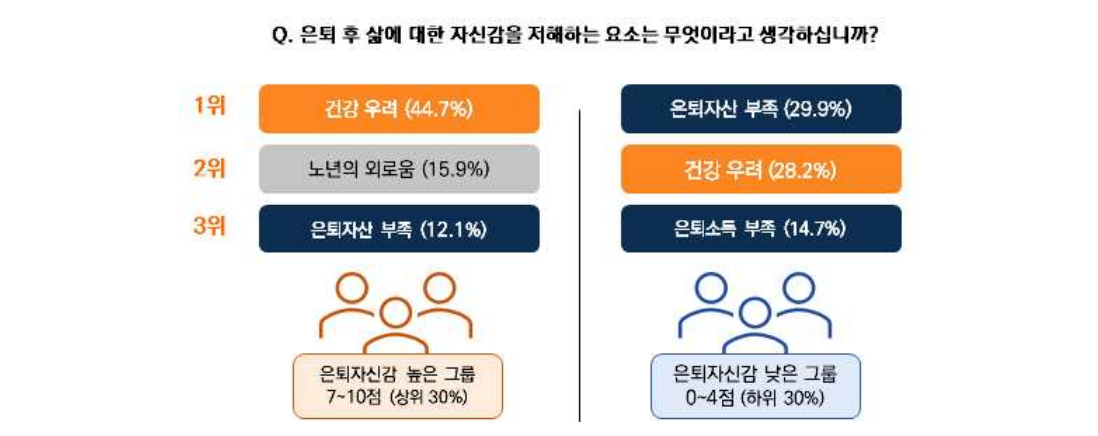 Q. 은퇴 후 삶에 대한 자신감을 저해하는 요소는 무엇이라고 생각하십니까?
1위
건강 우려 (44.7%)
은퇴자산 부족 (29.9%)
2위
노년의 외로움 (15.9%)
건강 우려 (28.2%)
3위
은퇴자산 부족 (12.1%)
은퇴소득 부족 (14.7%)
은퇴자신감 높은 그룹
7~10점 (상위 30%)
은퇴자신감 낮은 그룹
0~4점 (하위 30%)